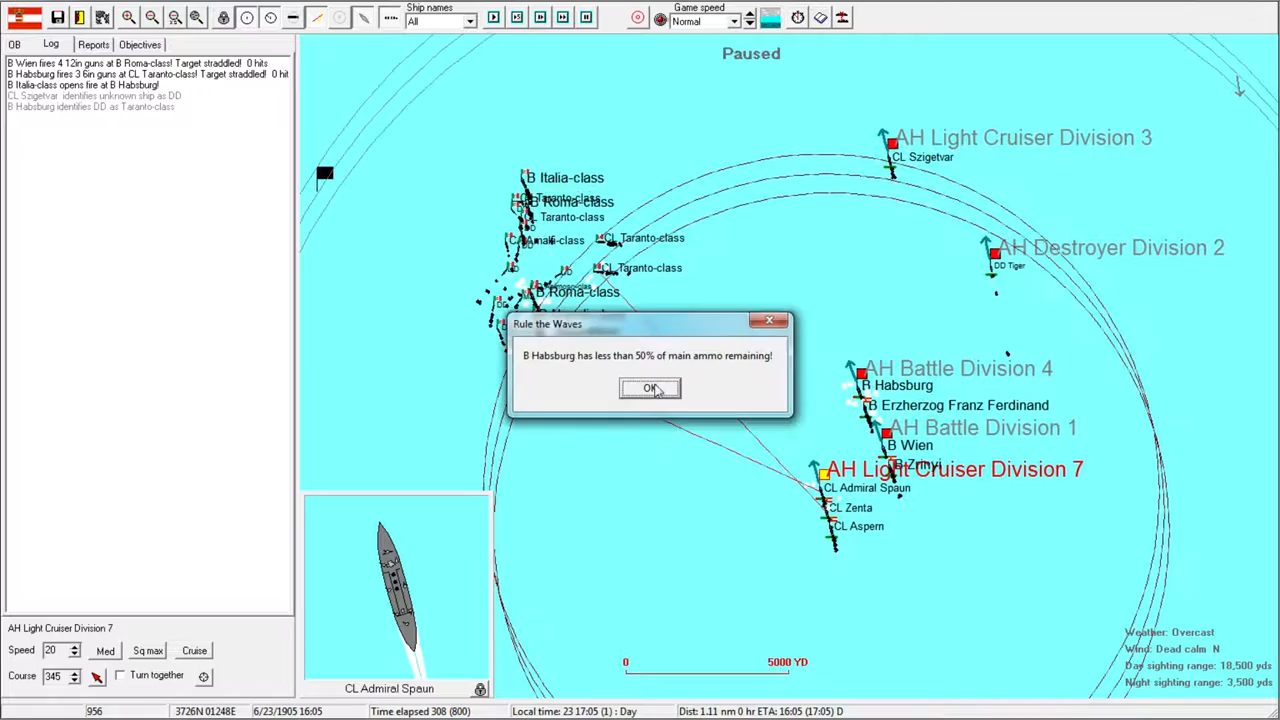 Ship names
All
Game speed
Normal
OB
Log
Reports
Objectives
B Wien fires 4 12in guns at B Roma-class! Target straddled! 0 hits
B Habsburg fires 3 6in guns at CL Taranto-class! Target straddled! 0 hit
B Italia-class opens fire at B Habsburg!
CL Szigetvar identifies unknown ship as DD
B Habsburg identifies DD as Taranto-class
Paused
AH Light Cruiser Division 3
CL Szigetvar
B Italia-class
Taranto-class
B Roma-class
CL Taranto-class
CL Taranto-class
AH Destroyer Division 2
DD Tiger
CL Taranto-class
B Roma-class
Rule the Waves
B Habsburg has less than 50% of main ammo remaining!
OK
AH Battle Division 4
B Habsburg
B Erzherzog Franz Ferdinand
AH Battle Division 1
B Wien
B Zrinyi
AH Light Cruiser Division 7
CL Admiral Spaun
CL Zenta
CL Aspern
AH Light Cruiser Division 7
Speed 20 Med Sq max Cruise
Course 345 Turn together
CL Admiral Spaun
0 5000 YD
Weather: Overcast
Wind: Dead calm N
Day sighting range: 18,500 yds
Night sighting range: 3,500 yds
956 3726N 01248E 6/23/1905 16:05 Time elapsed 308 (800) Local time: 23 17:05 (1) : Day Dist: 1.11 nm 0 hr ETA: 16:05 (17:05) D